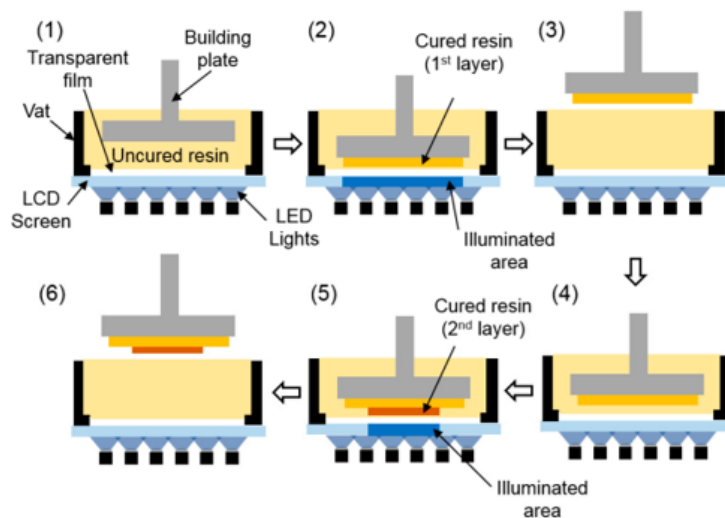 (1)
Building
plate
Transparent
film
Vat
Uncured resin
LCD
Screen
LED
Lights
(2)
Cured resin
(1st layer)
Illuminated
area
(3)
(6)
(5)
Cured resin
(2nd layer)
Illuminated
area
(4)